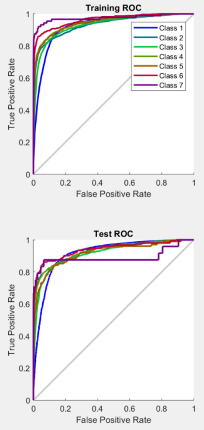 Training ROC
1
0.8
0.6
0.4
0.2
0
True Positive Rate
Class 1
Class 2
Class 3
Class 4
Class 5
Class 6
Class 7
0 0.2 0.4 0.6 0.8 1
False Positive Rate
Test ROC
1
0.8
0.6
0.4
0.2
0
True Positive Rate
0 0.2 0.4 0.6 0.8 1
False Positive Rate